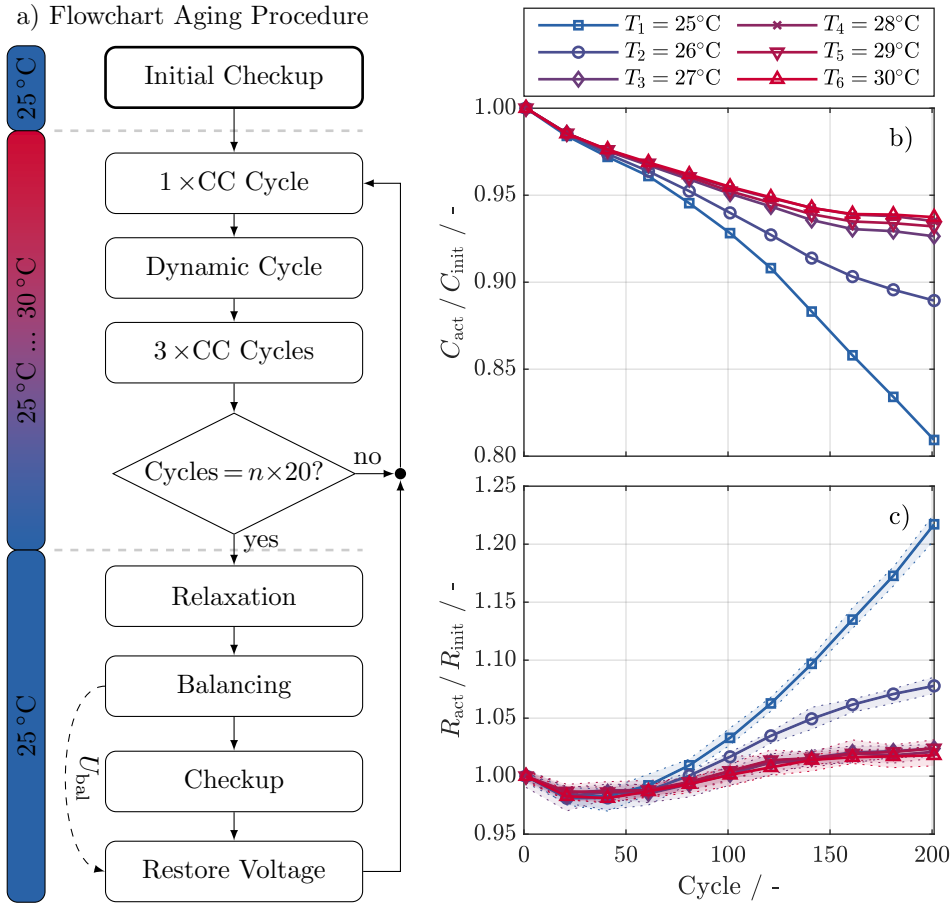 a) Flowchart Aging Procedure
25 °C
25 °C ... 30 °C
25 °C
Initial Checkup
1 ×CC Cycle
Dynamic Cycle
3 ×CC Cycles
Cycles = n×20?
no
yes
Relaxation
Balancing
U_bal
Checkup
Restore Voltage
T₁ = 25°C
T₂ = 26°C
T₃ = 27°C
T₄ = 28°C
T₅ = 29°C
T₆ = 30°C
b)
C_act / C_init / -
1.00
0.95
0.90
0.85
0.80
c)
R_act / R_init / -
1.25
1.20
1.15
1.10
1.05
1.00
0.95
0
50
100
150
200
Cycle / -